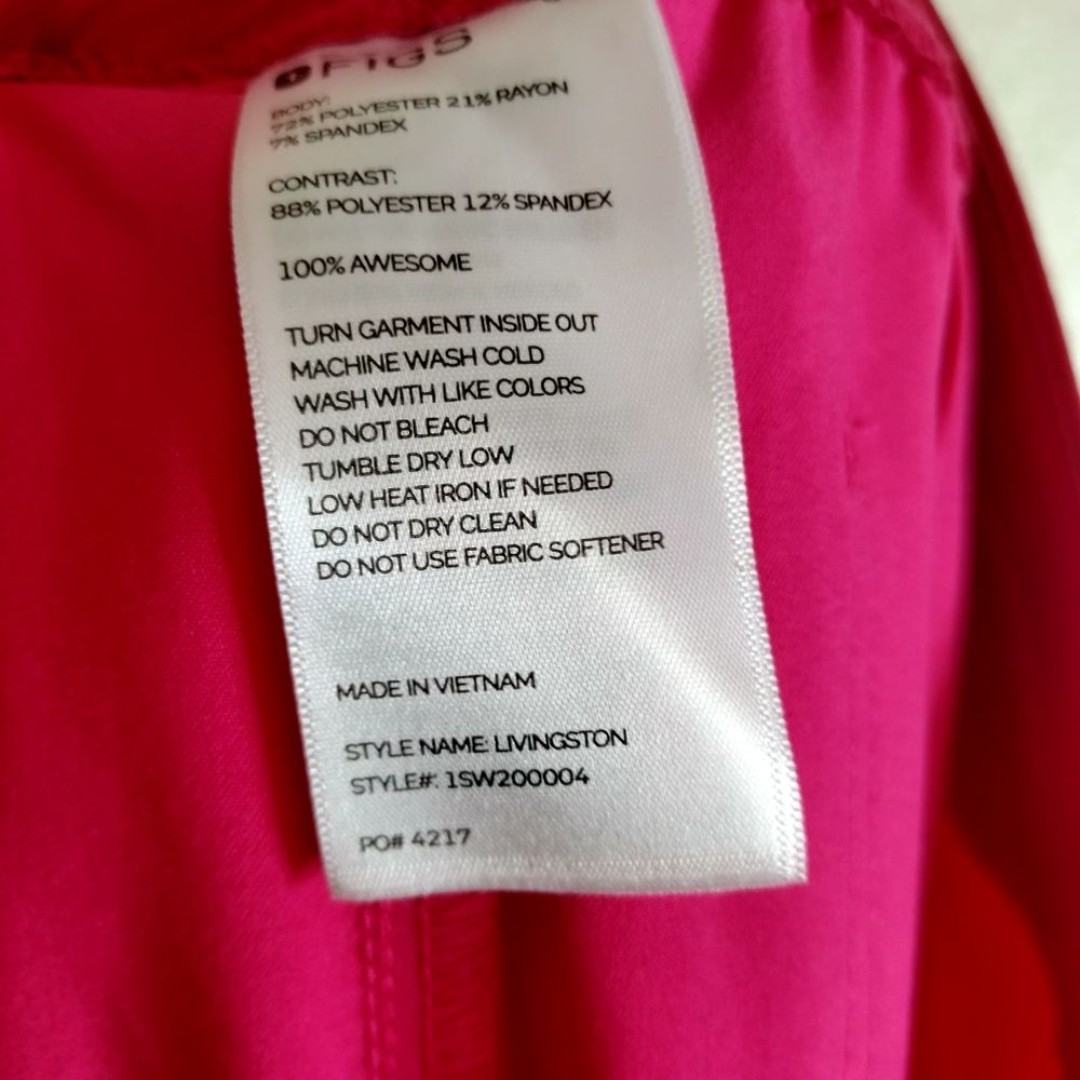 FIGS
BODY:
72% POLYESTER 21% RAYON
7% SPANDEX
CONTRAST:
88% POLYESTER 12% SPANDEX
100% AWESOME
TURN GARMENT INSIDE OUT
MACHINE WASH COLD
WASH WITH LIKE COLORS
DO NOT BLEACH
TUMBLE DRY LOW
LOW HEAT IRON IF NEEDED
DO NOT DRY CLEAN
DO NOT USE FABRIC SOFTENER
MADE IN VIETNAM
STYLE NAME: LIVINGSTON
STYLE#: 1SW200004
PO# 4217